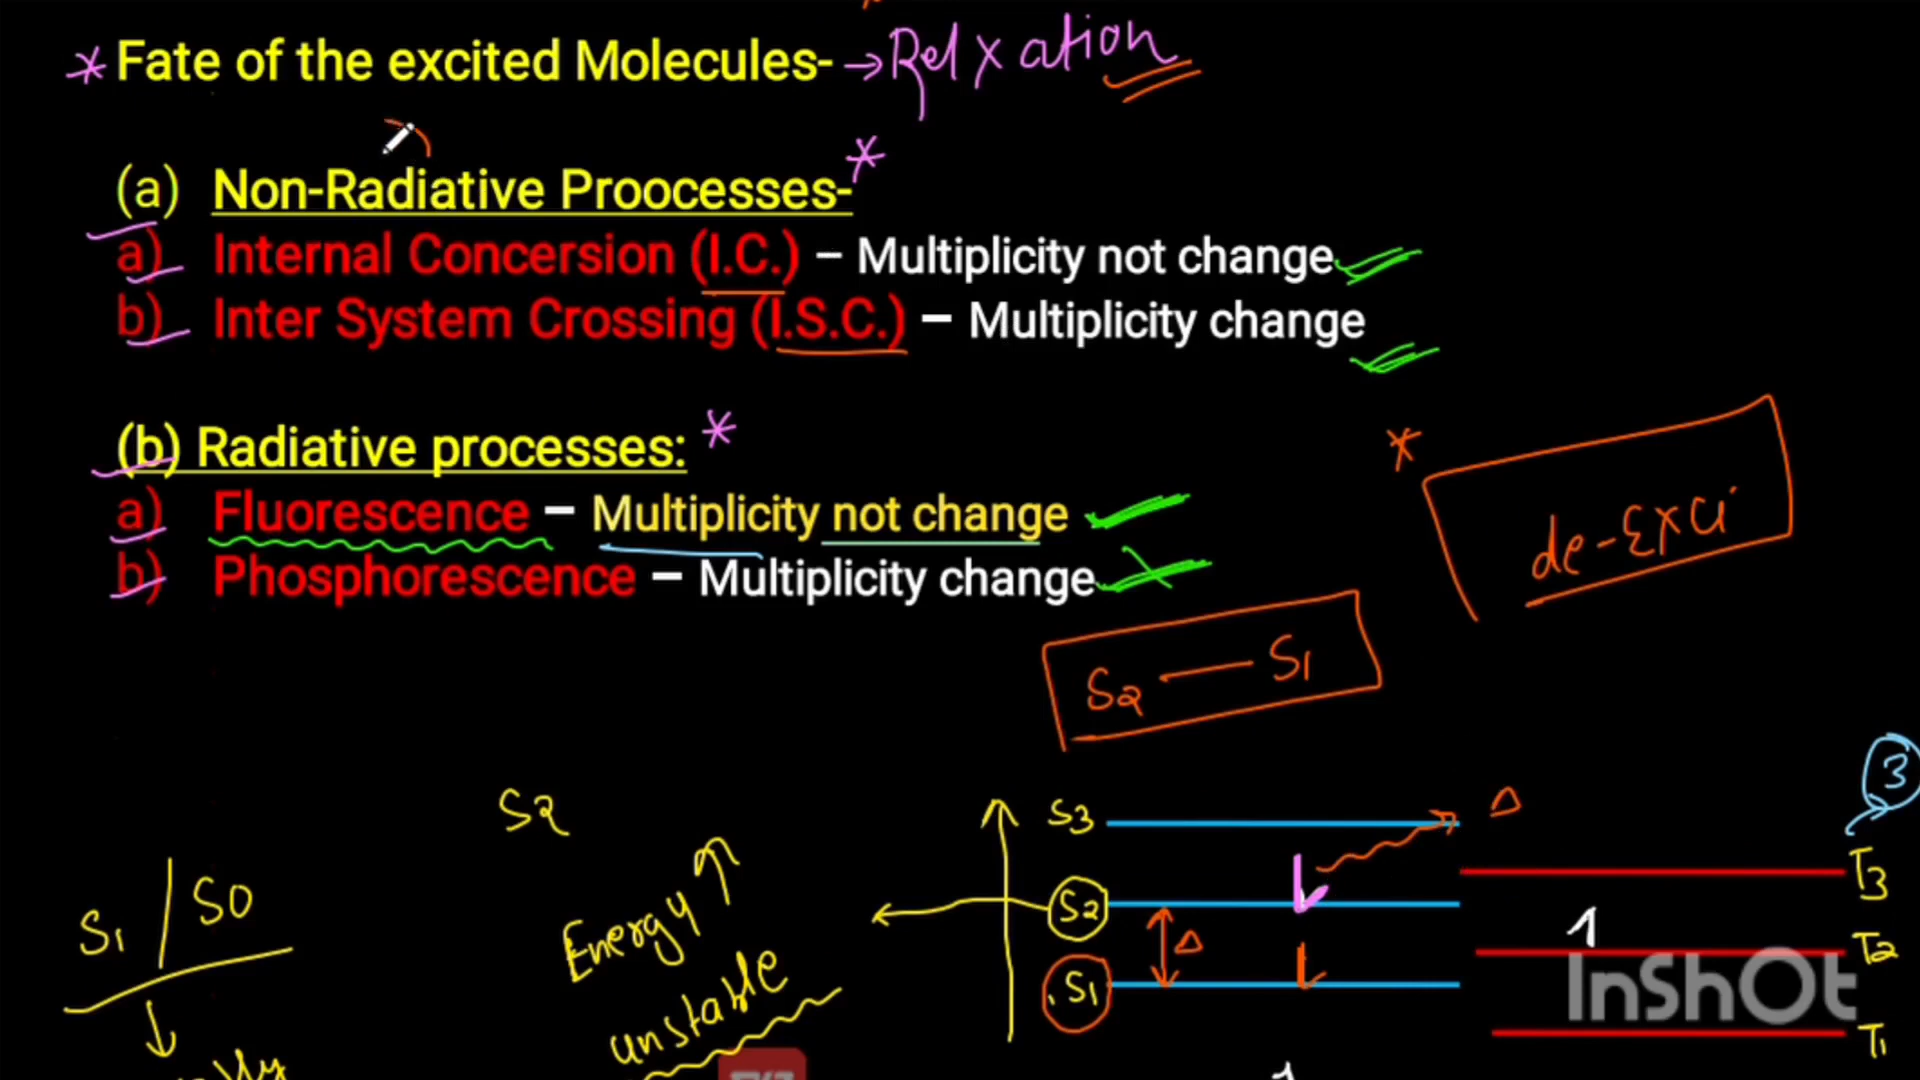 * Fate of the excited Molecules- → Relxation
(a) Non-Radiative Proocesses- *
a) Internal Concersion (I.C.) – Multiplicity not change
b) Inter System Crossing (I.S.C.) – Multiplicity change
(b) Radiative processes: *
a) Fluorescence – Multiplicity not change
b) Phosphorescence – Multiplicity change
* de-Exci
S2 — S1
S2
S1 / S0
Energy ↑
unstable
S3
Δ
3
T3
S2
Δ
1
T2
S1
InShOt
T1